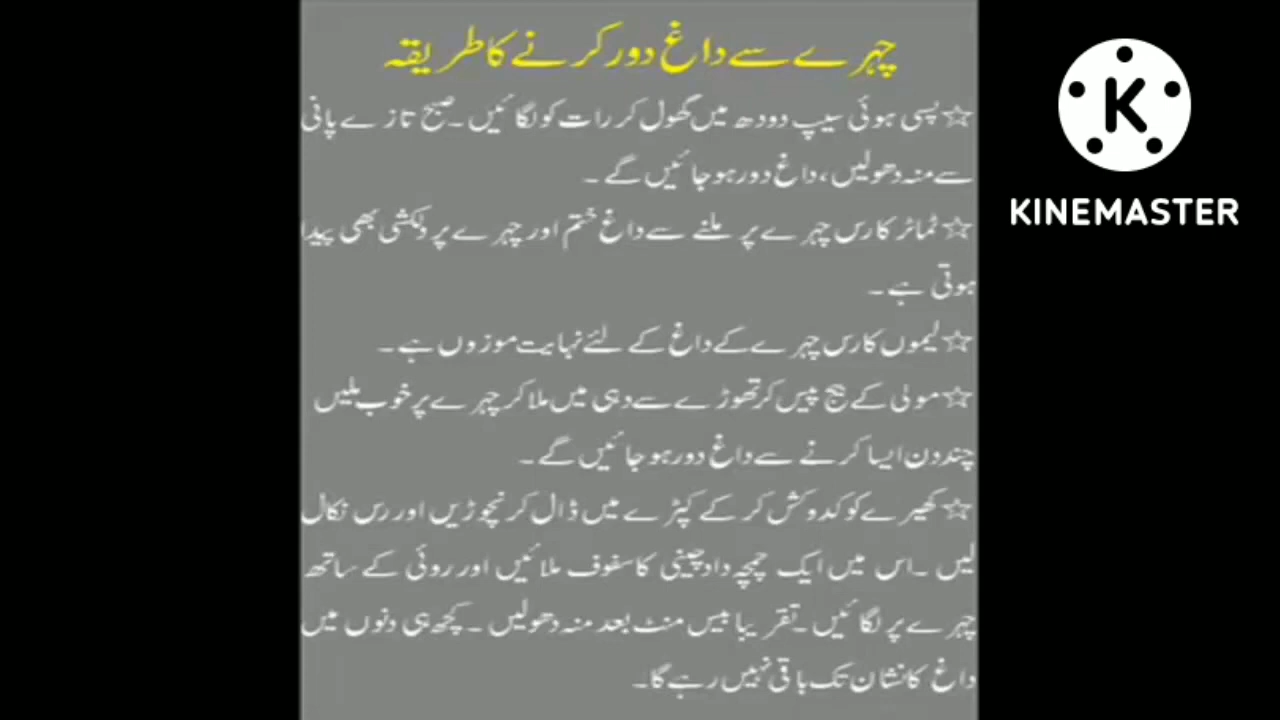 چہرے سے داغ دور کرنے کا طریقہ
☆پسی ہوئی سیپ دودھ میں گھول کر رات کو لگائیں۔ صبح تازے پانی
سے منہ دھولیں، داغ دور ہو جائیں گے ۔
☆ٹماٹر کا رس چہرے پر ملنے سے داغ ختم اور چہرے پر دلکشی بھی پیدا
ہوتی ہے ۔
☆لیموں کا رس چہرے کے داغ کے لئے نہایت موزوں ہے ۔
☆مولی کے بیج پیس کر تھوڑے سے دہی میں ملا کر چہرے پر خوب ملیں
چند دن ایسا کرنے سے داغ دور ہو جائیں گے ۔
☆کھیرے کو کدوکش کر کے کپڑے میں ڈال کر نچوڑیں اور رس نکال
لیں ۔اس میں ایک چمچہ دادچینی کا سفوف ملائیں اور روئی کے ساتھ
چہرے پر لگائیں ۔تقریبا بیس منٹ بعد منہ دھولیں ۔ کچھ ہی دنوں میں
داغ کا نشان تک باقی نہیں رہے گا ۔
K
KINEMASTER